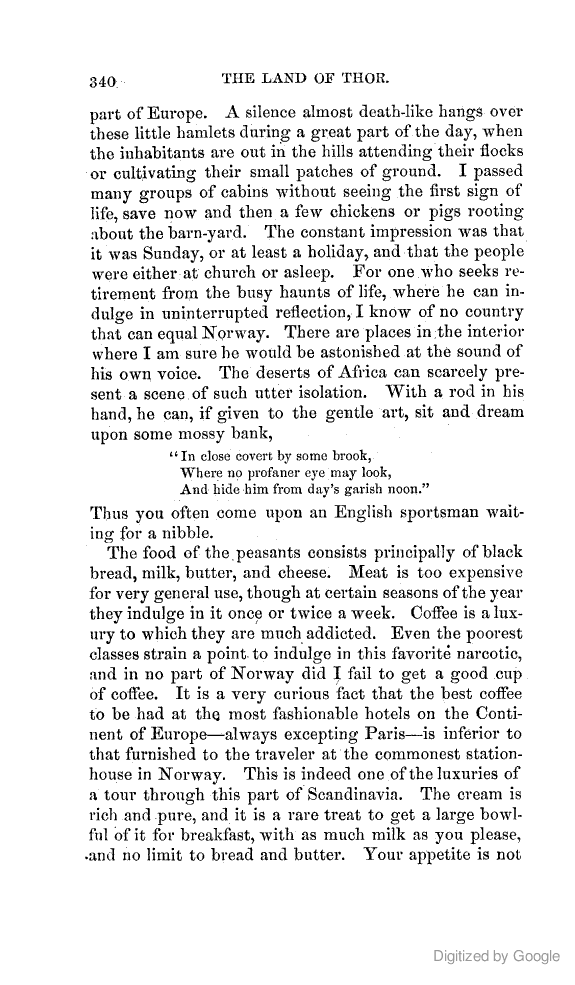 340 THE LAND OF THOR.
part of Europe. A silence almost death-like hangs over
these little hamlets during a great part of the day, when
the inhabitants are out in the hills attending their flocks
or cultivating their small patches of ground. I passed
many groups of cabins without seeing the first sign of
life, save now and then a few chickens or pigs rooting
about the barn-yard. The constant impression was that
it was Sunday, or at least a holiday, and that the people
were either at church or asleep. For one who seeks re-
tirement from the busy haunts of life, where he can in-
dulge in uninterrupted reflection, I know of no country
that can equal Norway. There are places in the interior
where I am sure he would be astonished at the sound of
his own voice. The deserts of Africa can scarcely pre-
sent a scene of such utter isolation. With a rod in his
hand, he can, if given to the gentle art, sit and dream
upon some mossy bank,
"In close covert by some brook,
Where no profaner eye may look,
And hide him from day's garish noon."
Thus you often come upon an English sportsman wait-
ing for a nibble.
The food of the peasants consists principally of black
bread, milk, butter, and cheese. Meat is too expensive
for very general use, though at certain seasons of the year
they indulge in it once or twice a week. Coffee is a lux-
ury to which they are much addicted. Even the poorest
classes strain a point to indulge in this favorite narcotic,
and in no part of Norway did I fail to get a good cup
of coffee. It is a very curious fact that the best coffee
to be had at the most fashionable hotels on the Conti-
nent of Europe—always excepting Paris—is inferior to
that furnished to the traveler at the commonest station-
house in Norway. This is indeed one of the luxuries of
a tour through this part of Scandinavia. The cream is
rich and pure, and it is a rare treat to get a large bowl-
ful of it for breakfast, with as much milk as you please,
and no limit to bread and butter. Your appetite is not
Digitized by Google